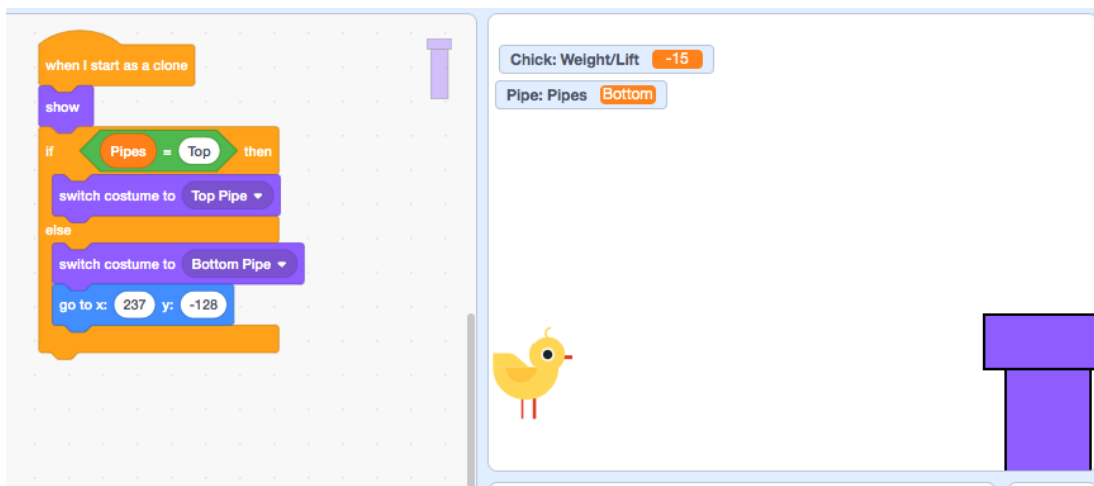 when I start as a clone
show
if Pipes = Top then
switch costume to Top Pipe
else
switch costume to Bottom Pipe
go to x: 237 y: -128
Chick: Weight/Lift -15
Pipe: Pipes Bottom